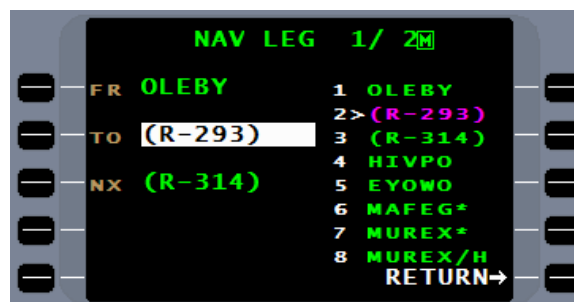 NAV LEG 1/ 2M
FR OLEBY
TO (R-293)
NX (R-314)
1 OLEBY
2>(R-293)
3 (R-314)
4 HIVPO
5 EYOWO
6 MAFEG*
7 MUREX*
8 MUREX/H
RETURN→